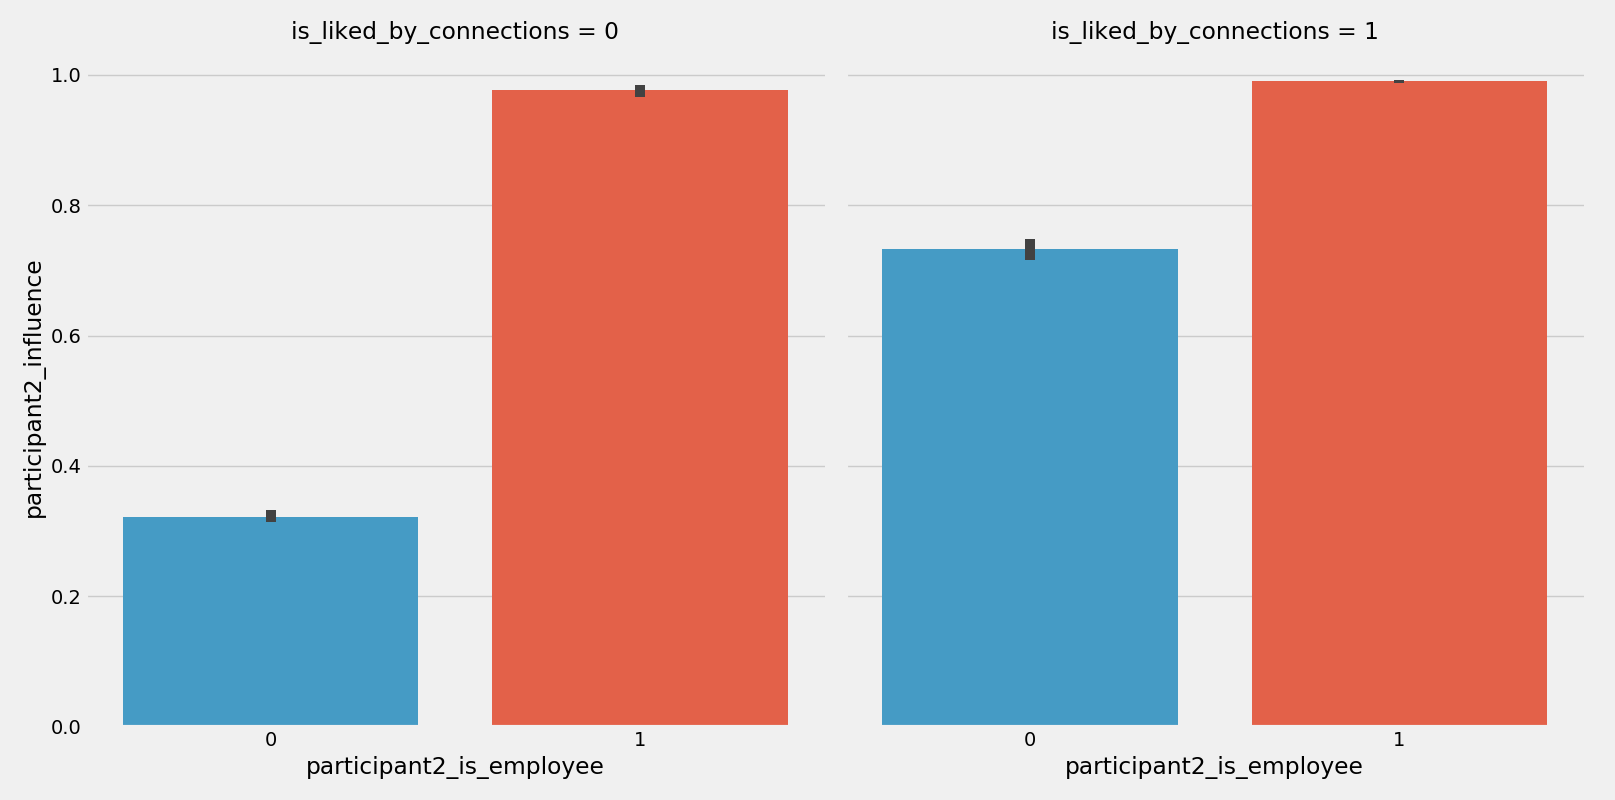 is_liked_by_connections = 0
is_liked_by_connections = 1
participant2_influence
1.0
0.8
0.6
0.4
0.2
0.0
0
1
0
1
participant2_is_employee
participant2_is_employee